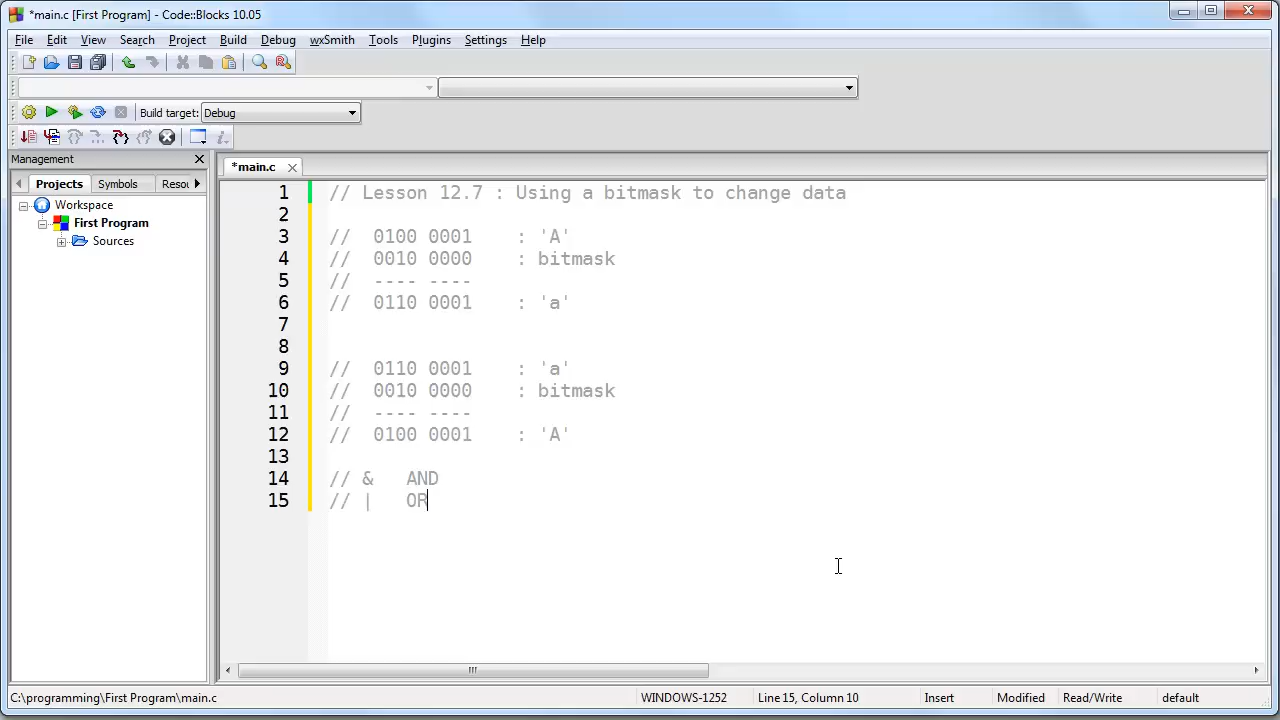 *main.c [First Program] - Code::Blocks 10.05
File Edit View Search Project Build Debug wxSmith Tools Plugins Settings Help
Build target: Debug
Management
Projects Symbols Resou
Workspace
First Program
Sources
*main.c
1 // Lesson 12.7 : Using a bitmask to change data
2
3 //  0100 0001    : 'A'
4 //  0010 0000    : bitmask
5 //  ---- ----
6 //  0110 0001    : 'a'
7
8
9 //  0110 0001    : 'a'
10 //  0010 0000    : bitmask
11 //  ---- ----
12 //  0100 0001    : 'A'
13
14 // &   AND
15 // |   OR
C:\programming\First Program\main.c WINDOWS-1252 Line 15, Column 10 Insert Modified Read/Write default